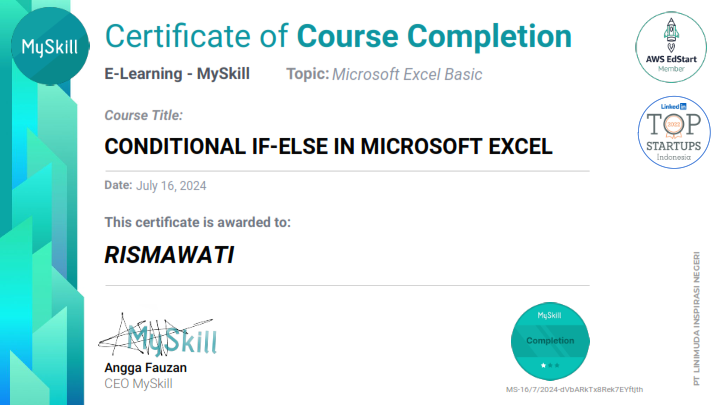 MySkill
Certificate of Course Completion
E-Learning - MySkill Topic: Microsoft Excel Basic
AWS EdStart
Member
Course Title:
CONDITIONAL IF-ELSE IN MICROSOFT EXCEL
LinkedIn
TOP
2022
STARTUPS
Indonesia
Date: July 16, 2024
This certificate is awarded to:
RISMAWATI
MySkill
Angga Fauzan
CEO MySkill
MySkill
Completion
MS-16/7/2024-dVbARkTx8Rek7EYftjth
PT LINIMUDA INSPIRASI NEGERI